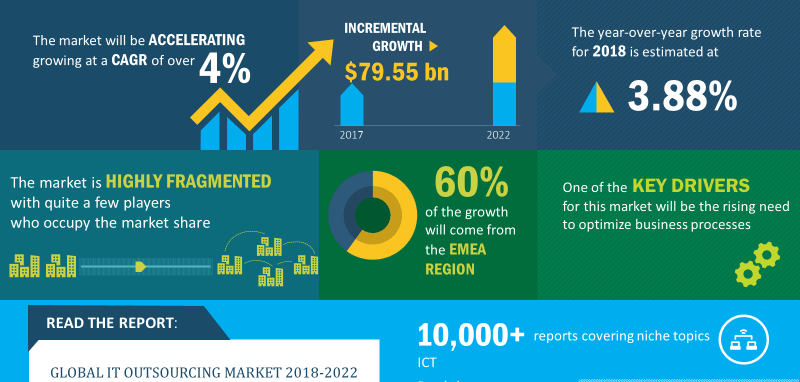 The market will be ACCELERATING
growing at a CAGR of over 4%
INCREMENTAL
GROWTH
$79.55 bn
2017
2022
The year-over-year growth rate
for 2018 is estimated at
3.88%
The market is HIGHLY FRAGMENTED
with quite a few players
who occupy the market share
60%
of the growth
will come from
the EMEA
REGION
One of the KEY DRIVERS
for this market will be the rising need
to optimize business processes
READ THE REPORT:
GLOBAL IT OUTSOURCING MARKET 2018-2022
10,000+ reports covering niche topics
ICT